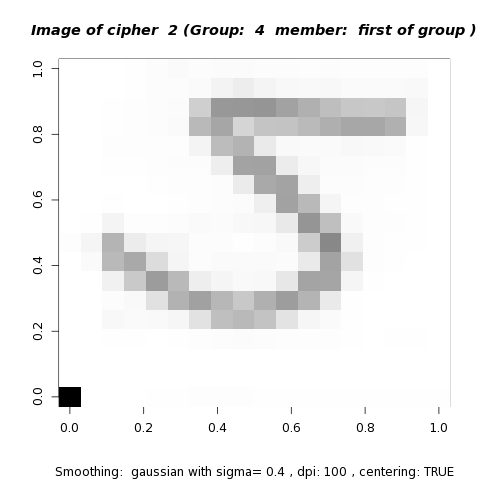 Image of cipher 2 (Group: 4 member: first of group )
1.0
0.8
0.6
0.4
0.2
0.0
0.0 0.2 0.4 0.6 0.8 1.0
Smoothing: gaussian with sigma= 0.4 , dpi: 100 , centering: TRUE